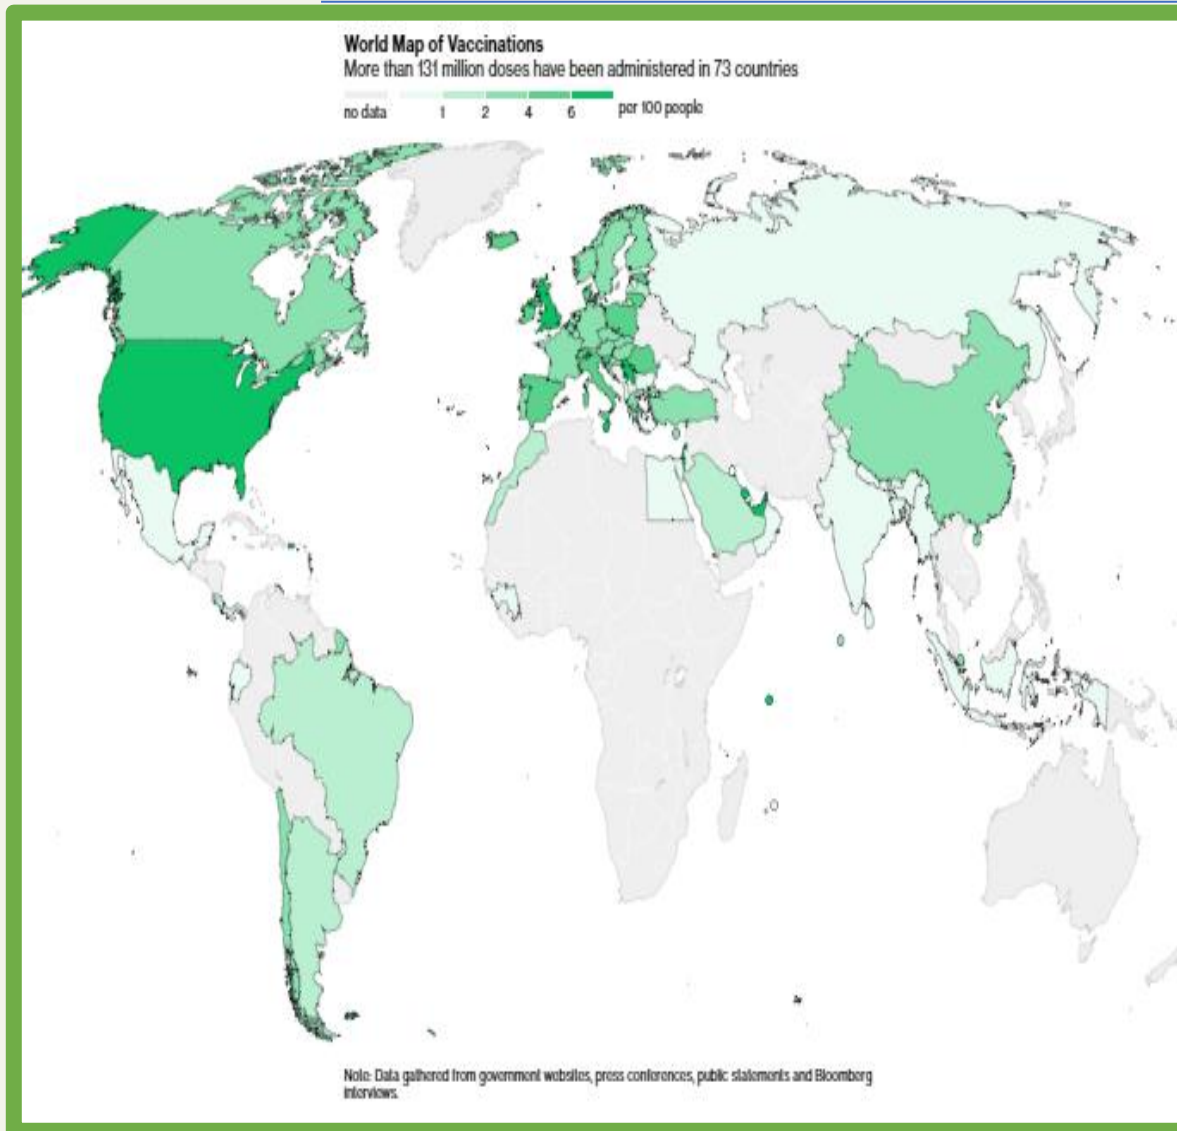 World Map of Vaccinations
More than 131 million doses have been administered in 73 countries
no data 1 2 4 6 per 100 people
Note: Data gathered from government websites, press conferences, public statements and Bloomberg
interviews.